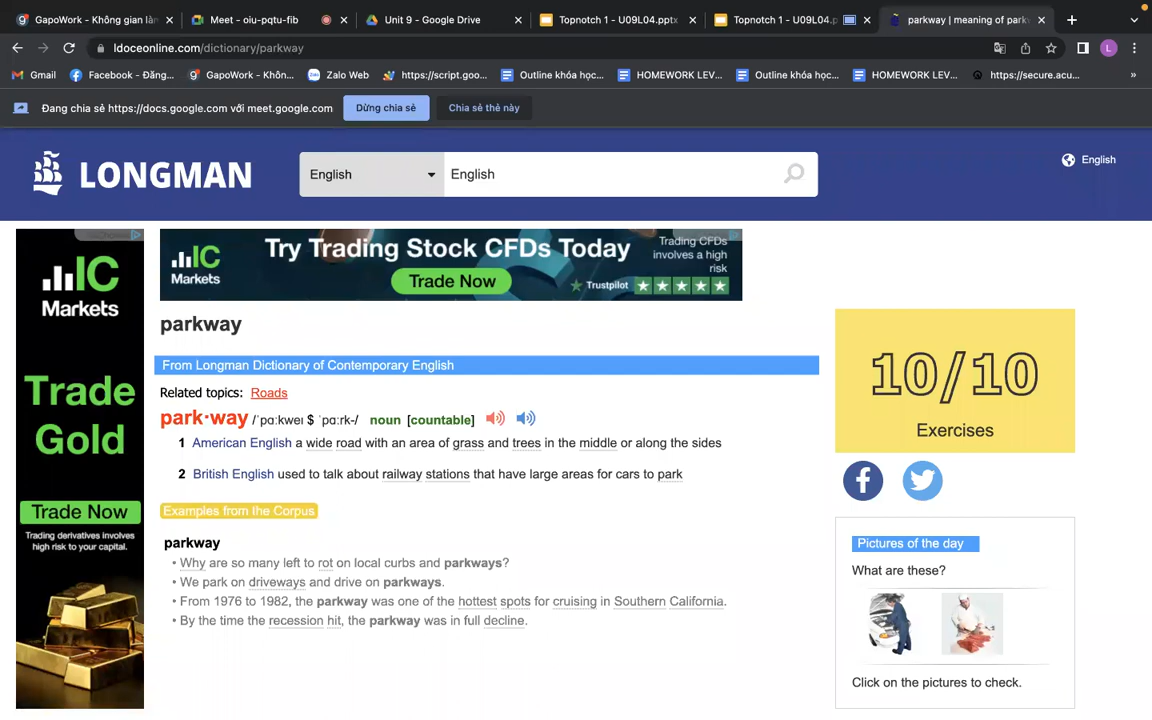 GapoWork - Không gian làn
Meet - oiu-pqtu-fib
Unit 9 - Google Drive
Topnotch 1 - U09L04.pptx
Topnotch 1 - U09L04.p
parkway | meaning of park
ldoceonline.com/dictionary/parkway
L
Gmail
Facebook - Đăng...
GapoWork - Khôn...
Zalo Web
https://script.goo...
Outline khóa học...
HOMEWORK LEV...
Outline khóa học...
HOMEWORK LEV...
https://secure.acu...
»
Đang chia sẻ https://docs.google.com với meet.google.com
Dừng chia sẻ
Chia sẻ thẻ này
LONGMAN
English
English
English
IC
Markets
Trade
Gold
Trade Now
Trading derivatives involves
high risk to your capital.
IC
Markets
Try Trading Stock CFDs Today
Trade Now
Trading CFDs
involves a high
risk
Trustpilot
parkway
From Longman Dictionary of Contemporary English
Related topics: Roads
park·way /ˈpɑːkweɪ $ ˈpɑːrk-/ noun [countable]
1 American English a wide road with an area of grass and trees in the middle or along the sides
2 British English used to talk about railway stations that have large areas for cars to park
Examples from the Corpus
parkway
• Why are so many left to rot on local curbs and parkways?
• We park on driveways and drive on parkways.
• From 1976 to 1982, the parkway was one of the hottest spots for cruising in Southern California.
• By the time the recession hit, the parkway was in full decline.
10/10
Exercises
Pictures of the day
What are these?
Click on the pictures to check.